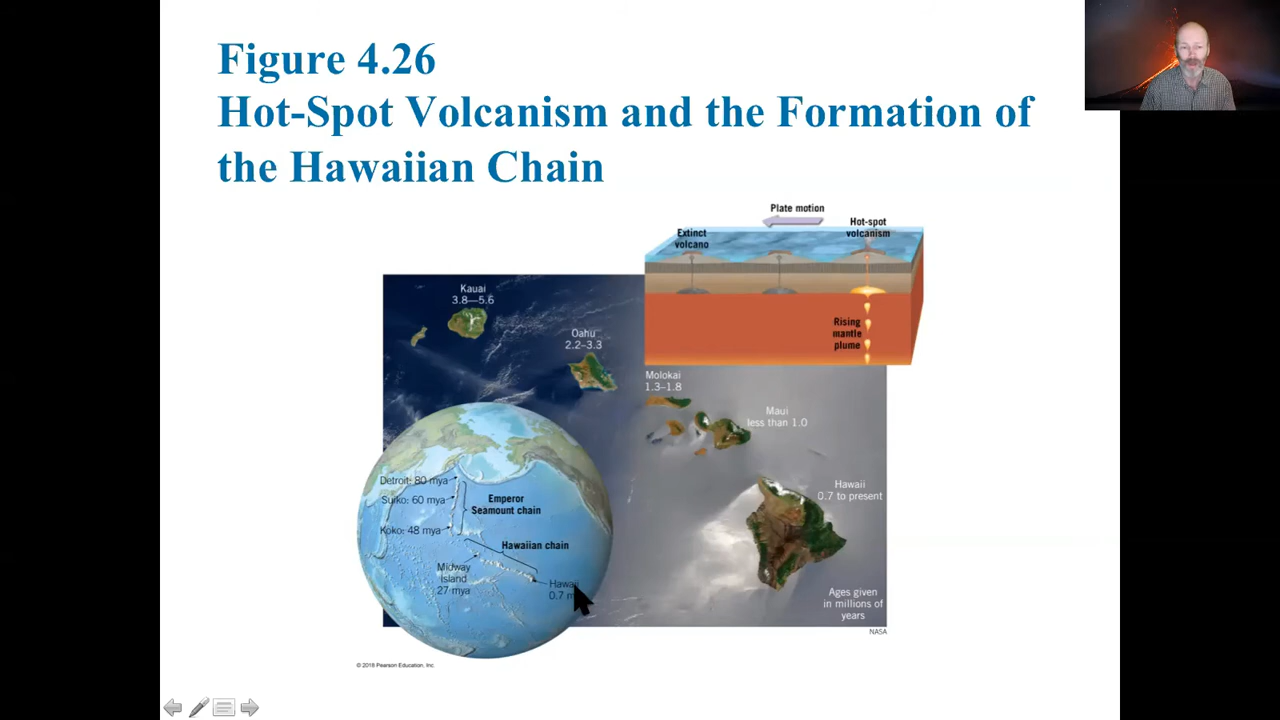 Figure 4.26
Hot-Spot Volcanism and the Formation of
the Hawaiian Chain
Plate motion
Extinct
volcano
Hot-spot
volcanism
Rising
mantle
plume
Kauai
3.8—5.6
Oahu
2.2–3.3
Molokai
1.3–1.8
Maui
less than 1.0
Hawaii
0.7 to present
Detroit: 80 mya
Suiko: 60 mya
Koko: 48 mya
Emperor
Seamount chain
Hawaiian chain
Midway
Island
27 mya
Hawaii
0.7
Ages given
in millions of
years
NASA
© 2018 Pearson Education, Inc.